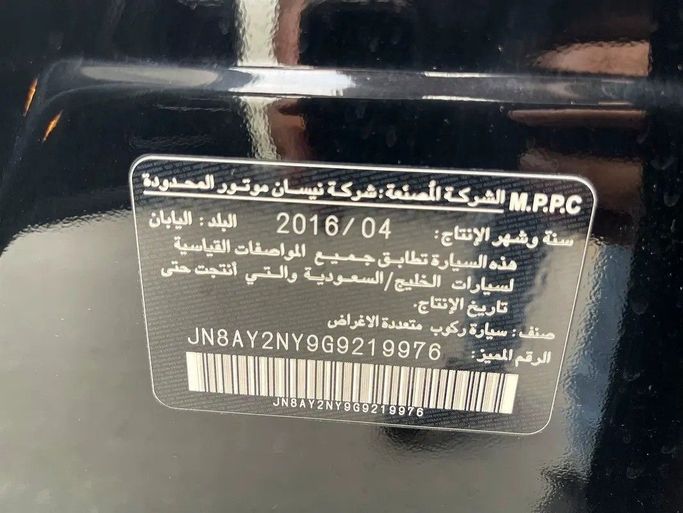 M.P.P.C الشركة المصنعة: شركة نيسان موتور المحدودة
سنة وشهر الإنتاج: 2016/04 البلد: اليابان
هذه السيارة تطابق جميع المواصفات القياسية
لسيارات الخليج/السعودية والتي أنتجت حتى
تاريخ الإنتاج.
صنف: سيارة ركوب متعددة الاغراض
الرقم المميز: JN8AY2NY9G9219976
JN8AY2NY9G9219976